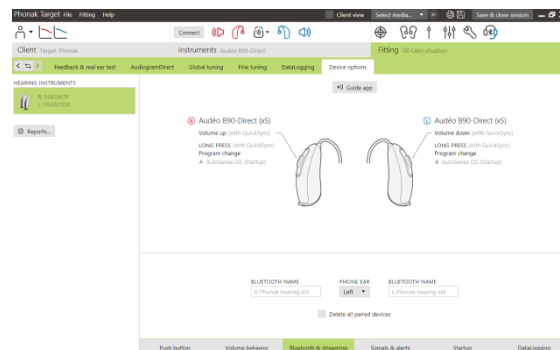 Phonak Target File Fitting Help
Client view Select media... Save & close session
Connect
Client Target, Phonak Instruments Audéo B90-Direct Fitting Calm situation
Feedback & real ear test AudiogramDirect Global tuning Fine tuning DataLogging Device options
HEARING INSTRUMENTS
Guide app
Reports...
R Audéo B90-Direct (xS) L Audéo B90-Direct (xS)
Volume up (with QuickSync) Volume down (with QuickSync)
LONG PRESS (with QuickSync) LONG PRESS (with QuickSync)
Program change Program change
A AutoSense OS (Startup) A AutoSense OS (Startup)
BLUETOOTH NAME PHONE EAR BLUETOOTH NAME
R-Phonak hearing aid Left L-Phonak hearing aid
Delete all paired devices
Push button Volume behavior Bluetooth & streaming Signals & alerts Startup DataLogging